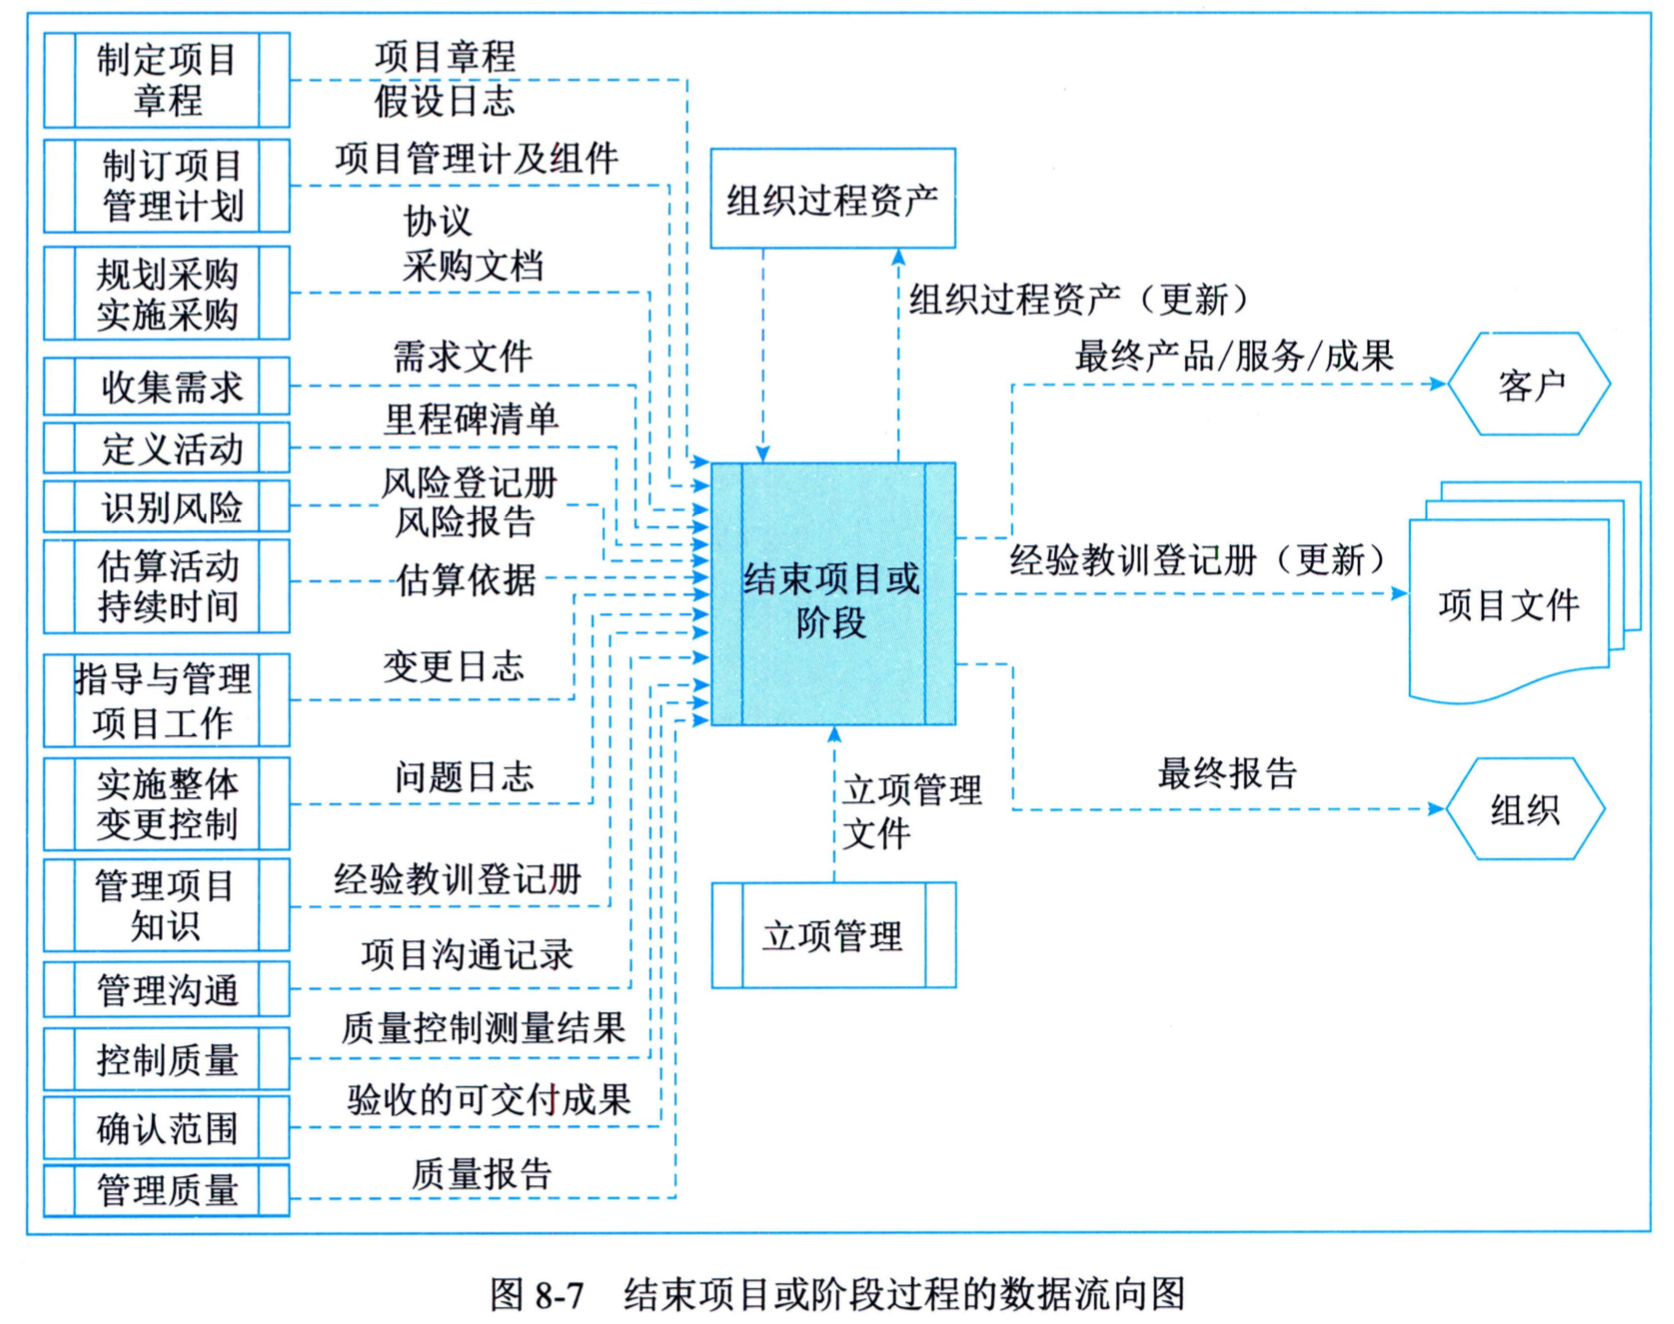 制定项目
章程
项目章程
假设日志
制订项目
管理计划
项目管理计及组件
规划采购
实施采购
协议
采购文档
收集需求
需求文件
定义活动
里程碑清单
识别风险
风险登记册
风险报告
估算活动
持续时间
估算依据
指导与管理
项目工作
变更日志
实施整体
变更控制
问题日志
管理项目
知识
经验教训登记册
管理沟通
项目沟通记录
控制质量
质量控制测量结果
确认范围
验收的可交付成果
管理质量
质量报告
组织过程资产
组织过程资产（更新）
结束项目或
阶段
立项管理
文件
立项管理
最终产品/服务/成果
客户
经验教训登记册（更新）
项目文件
最终报告
组织
图 8-7 结束项目或阶段过程的数据流向图